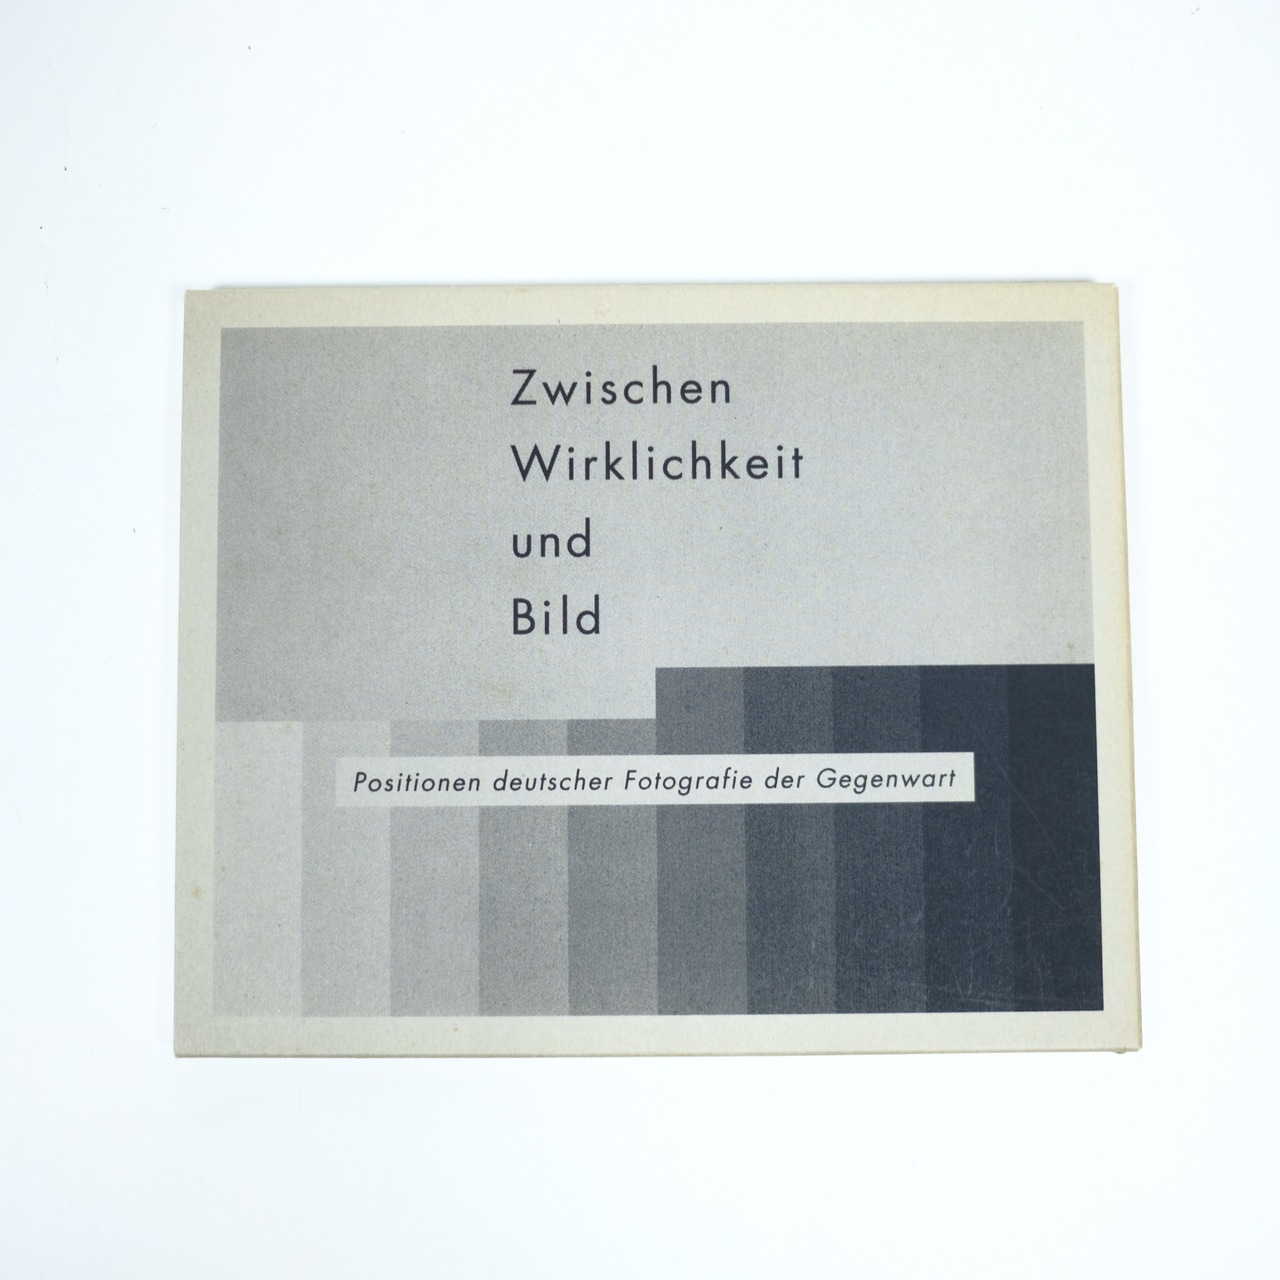 Zwischen
Wirklichkeit
und
Bild
Positionen deutscher Fotografie der Gegenwart